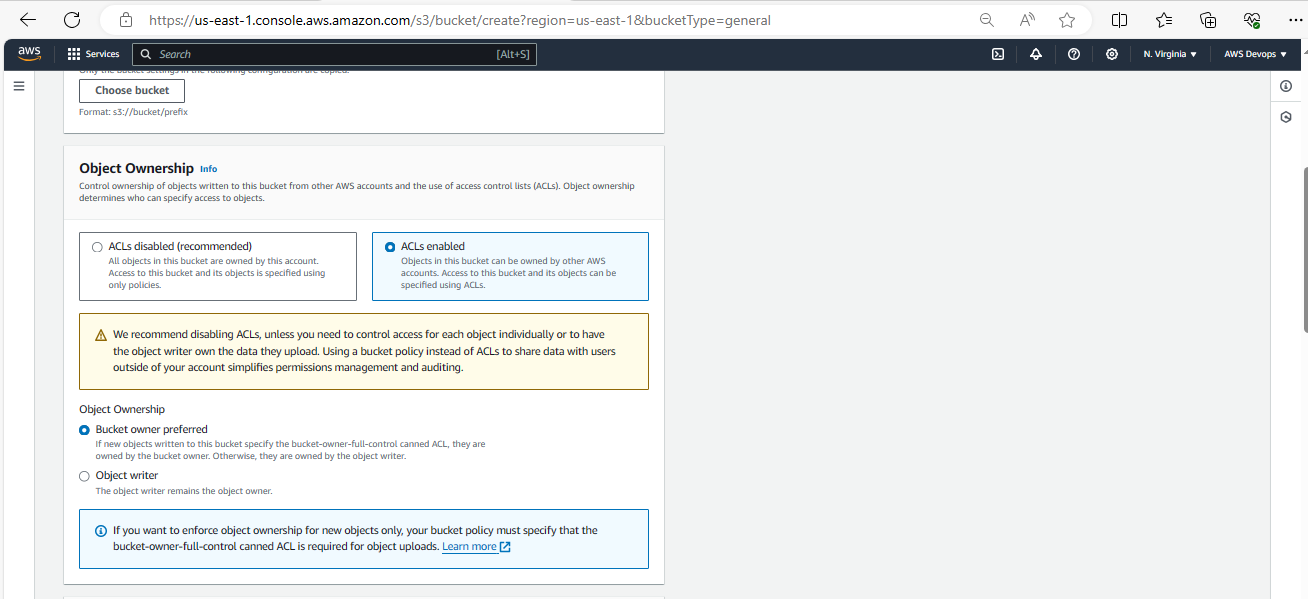 https://us-east-1.console.aws.amazon.com/s3/bucket/create?region=us-east-1&bucketType=general
aws
Services
Search
[Alt+S]
N. Virginia
AWS Devops
Only the bucket settings in the following configuration are copied.
Choose bucket
Format: s3://bucket/prefix
Object Ownership Info
Control ownership of objects written to this bucket from other AWS accounts and the use of access control lists (ACLs). Object ownership
determines who can specify access to objects.
ACLs disabled (recommended)
All objects in this bucket are owned by this account.
Access to this bucket and its objects is specified using
only policies.
ACLs enabled
Objects in this bucket can be owned by other AWS
accounts. Access to this bucket and its objects can be
specified using ACLs.
We recommend disabling ACLs, unless you need to control access for each object individually or to have
the object writer own the data they upload. Using a bucket policy instead of ACLs to share data with users
outside of your account simplifies permissions management and auditing.
Object Ownership
Bucket owner preferred
If new objects written to this bucket specify the bucket-owner-full-control canned ACL, they are
owned by the bucket owner. Otherwise, they are owned by the object writer.
Object writer
The object writer remains the object owner.
If you want to enforce object ownership for new objects only, your bucket policy must specify that the
bucket-owner-full-control canned ACL is required for object uploads. Learn more